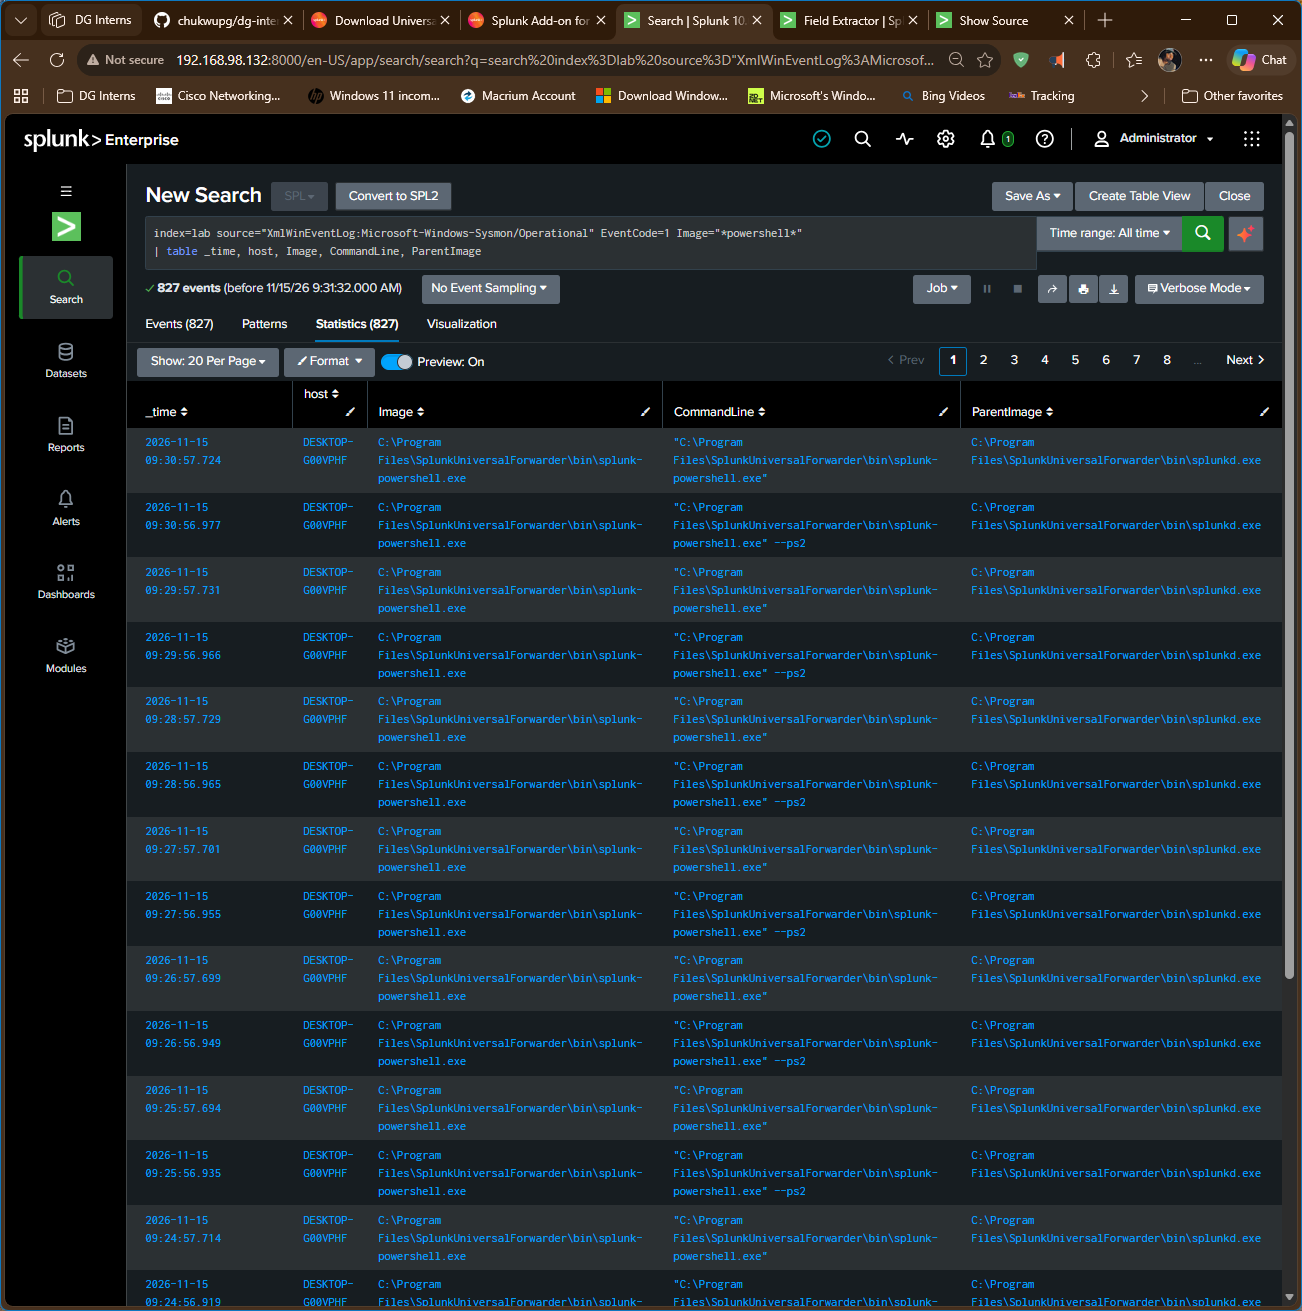 DG Interns
chukwupg/dg-inter
Download Universa
Splunk Add-on for
Search | Splunk 10.
Field Extractor | Spl
Show Source
Not secure
192.168.98.132:8000/en-US/app/search/search?q=search%20index%3Dlab%20source%3D"XmlWinEventLog%3AMicrosof...
Chat
DG Interns
Cisco Networking...
Windows 11 incom...
Macrium Account
Download Window...
Microsoft's Windo...
Bing Videos
Tracking
Other favorites
splunk>Enterprise
1
Administrator
New Search
SPL
Convert to SPL2
Save As
Create Table View
Close
index=lab source="XmlWinEventLog:Microsoft-Windows-Sysmon/Operational" EventCode=1 Image="*powershell*"
| table _time, host, Image, CommandLine, ParentImage
Time range: All time
827 events (before 11/15/26 9:31:32.000 AM)
No Event Sampling
Job
Verbose Mode
Search
Datasets
Reports
Alerts
Dashboards
Modules
Events (827)
Patterns
Statistics (827)
Visualization
Show: 20 Per Page
Format
Preview: On
< Prev
1
2
3
4
5
6
7
8
...
Next >
_time
host
Image
CommandLine
ParentImage
2026-11-15 DESKTOP- C:\Program "C:\Program C:\Program
09:30:57.724 G00VPHF Files\SplunkUniversalForwarder\bin\splunk- Files\SplunkUniversalForwarder\bin\splunk- Files\SplunkUniversalForwarder\bin\splunkd.exe
powershell.exe powershell.exe"
2026-11-15 DESKTOP- C:\Program "C:\Program C:\Program
09:30:56.977 G00VPHF Files\SplunkUniversalForwarder\bin\splunk- Files\SplunkUniversalForwarder\bin\splunk- Files\SplunkUniversalForwarder\bin\splunkd.exe
powershell.exe powershell.exe" --ps2
2026-11-15 DESKTOP- C:\Program "C:\Program C:\Program
09:29:57.731 G00VPHF Files\SplunkUniversalForwarder\bin\splunk- Files\SplunkUniversalForwarder\bin\splunk- Files\SplunkUniversalForwarder\bin\splunkd.exe
powershell.exe powershell.exe"
2026-11-15 DESKTOP- C:\Program "C:\Program C:\Program
09:29:56.966 G00VPHF Files\SplunkUniversalForwarder\bin\splunk- Files\SplunkUniversalForwarder\bin\splunk- Files\SplunkUniversalForwarder\bin\splunkd.exe
powershell.exe powershell.exe" --ps2
2026-11-15 DESKTOP- C:\Program "C:\Program C:\Program
09:28:57.729 G00VPHF Files\SplunkUniversalForwarder\bin\splunk- Files\SplunkUniversalForwarder\bin\splunk- Files\SplunkUniversalForwarder\bin\splunkd.exe
powershell.exe powershell.exe"
2026-11-15 DESKTOP- C:\Program "C:\Program C:\Program
09:28:56.965 G00VPHF Files\SplunkUniversalForwarder\bin\splunk- Files\SplunkUniversalForwarder\bin\splunk- Files\SplunkUniversalForwarder\bin\splunkd.exe
powershell.exe powershell.exe" --ps2
2026-11-15 DESKTOP- C:\Program "C:\Program C:\Program
09:27:57.701 G00VPHF Files\SplunkUniversalForwarder\bin\splunk- Files\SplunkUniversalForwarder\bin\splunk- Files\SplunkUniversalForwarder\bin\splunkd.exe
powershell.exe powershell.exe"
2026-11-15 DESKTOP- C:\Program "C:\Program C:\Program
09:27:56.955 G00VPHF Files\SplunkUniversalForwarder\bin\splunk- Files\SplunkUniversalForwarder\bin\splunk- Files\SplunkUniversalForwarder\bin\splunkd.exe
powershell.exe powershell.exe" --ps2
2026-11-15 DESKTOP- C:\Program "C:\Program C:\Program
09:26:57.699 G00VPHF Files\SplunkUniversalForwarder\bin\splunk- Files\SplunkUniversalForwarder\bin\splunk- Files\SplunkUniversalForwarder\bin\splunkd.exe
powershell.exe powershell.exe"
2026-11-15 DESKTOP- C:\Program "C:\Program C:\Program
09:26:56.949 G00VPHF Files\SplunkUniversalForwarder\bin\splunk- Files\SplunkUniversalForwarder\bin\splunk- Files\SplunkUniversalForwarder\bin\splunkd.exe
powershell.exe powershell.exe" --ps2
2026-11-15 DESKTOP- C:\Program "C:\Program C:\Program
09:25:57.694 G00VPHF Files\SplunkUniversalForwarder\bin\splunk- Files\SplunkUniversalForwarder\bin\splunk- Files\SplunkUniversalForwarder\bin\splunkd.exe
powershell.exe powershell.exe"
2026-11-15 DESKTOP- C:\Program "C:\Program C:\Program
09:25:56.935 G00VPHF Files\SplunkUniversalForwarder\bin\splunk- Files\SplunkUniversalForwarder\bin\splunk- Files\SplunkUniversalForwarder\bin\splunkd.exe
powershell.exe powershell.exe" --ps2
2026-11-15 DESKTOP- C:\Program "C:\Program C:\Program
09:24:57.714 G00VPHF Files\SplunkUniversalForwarder\bin\splunk- Files\SplunkUniversalForwarder\bin\splunk- Files\SplunkUniversalForwarder\bin\splunkd.exe
powershell.exe powershell.exe"
2026-11-15 DESKTOP- C:\Program "C:\Program C:\Program
09:24:56.919 G00VPHF Files\SplunkUniversalForwarder\bin\splunk- Files\SplunkUniversalForwarder\bin\splunk- Files\SplunkUniversalForwarder\bin\splunkd.exe